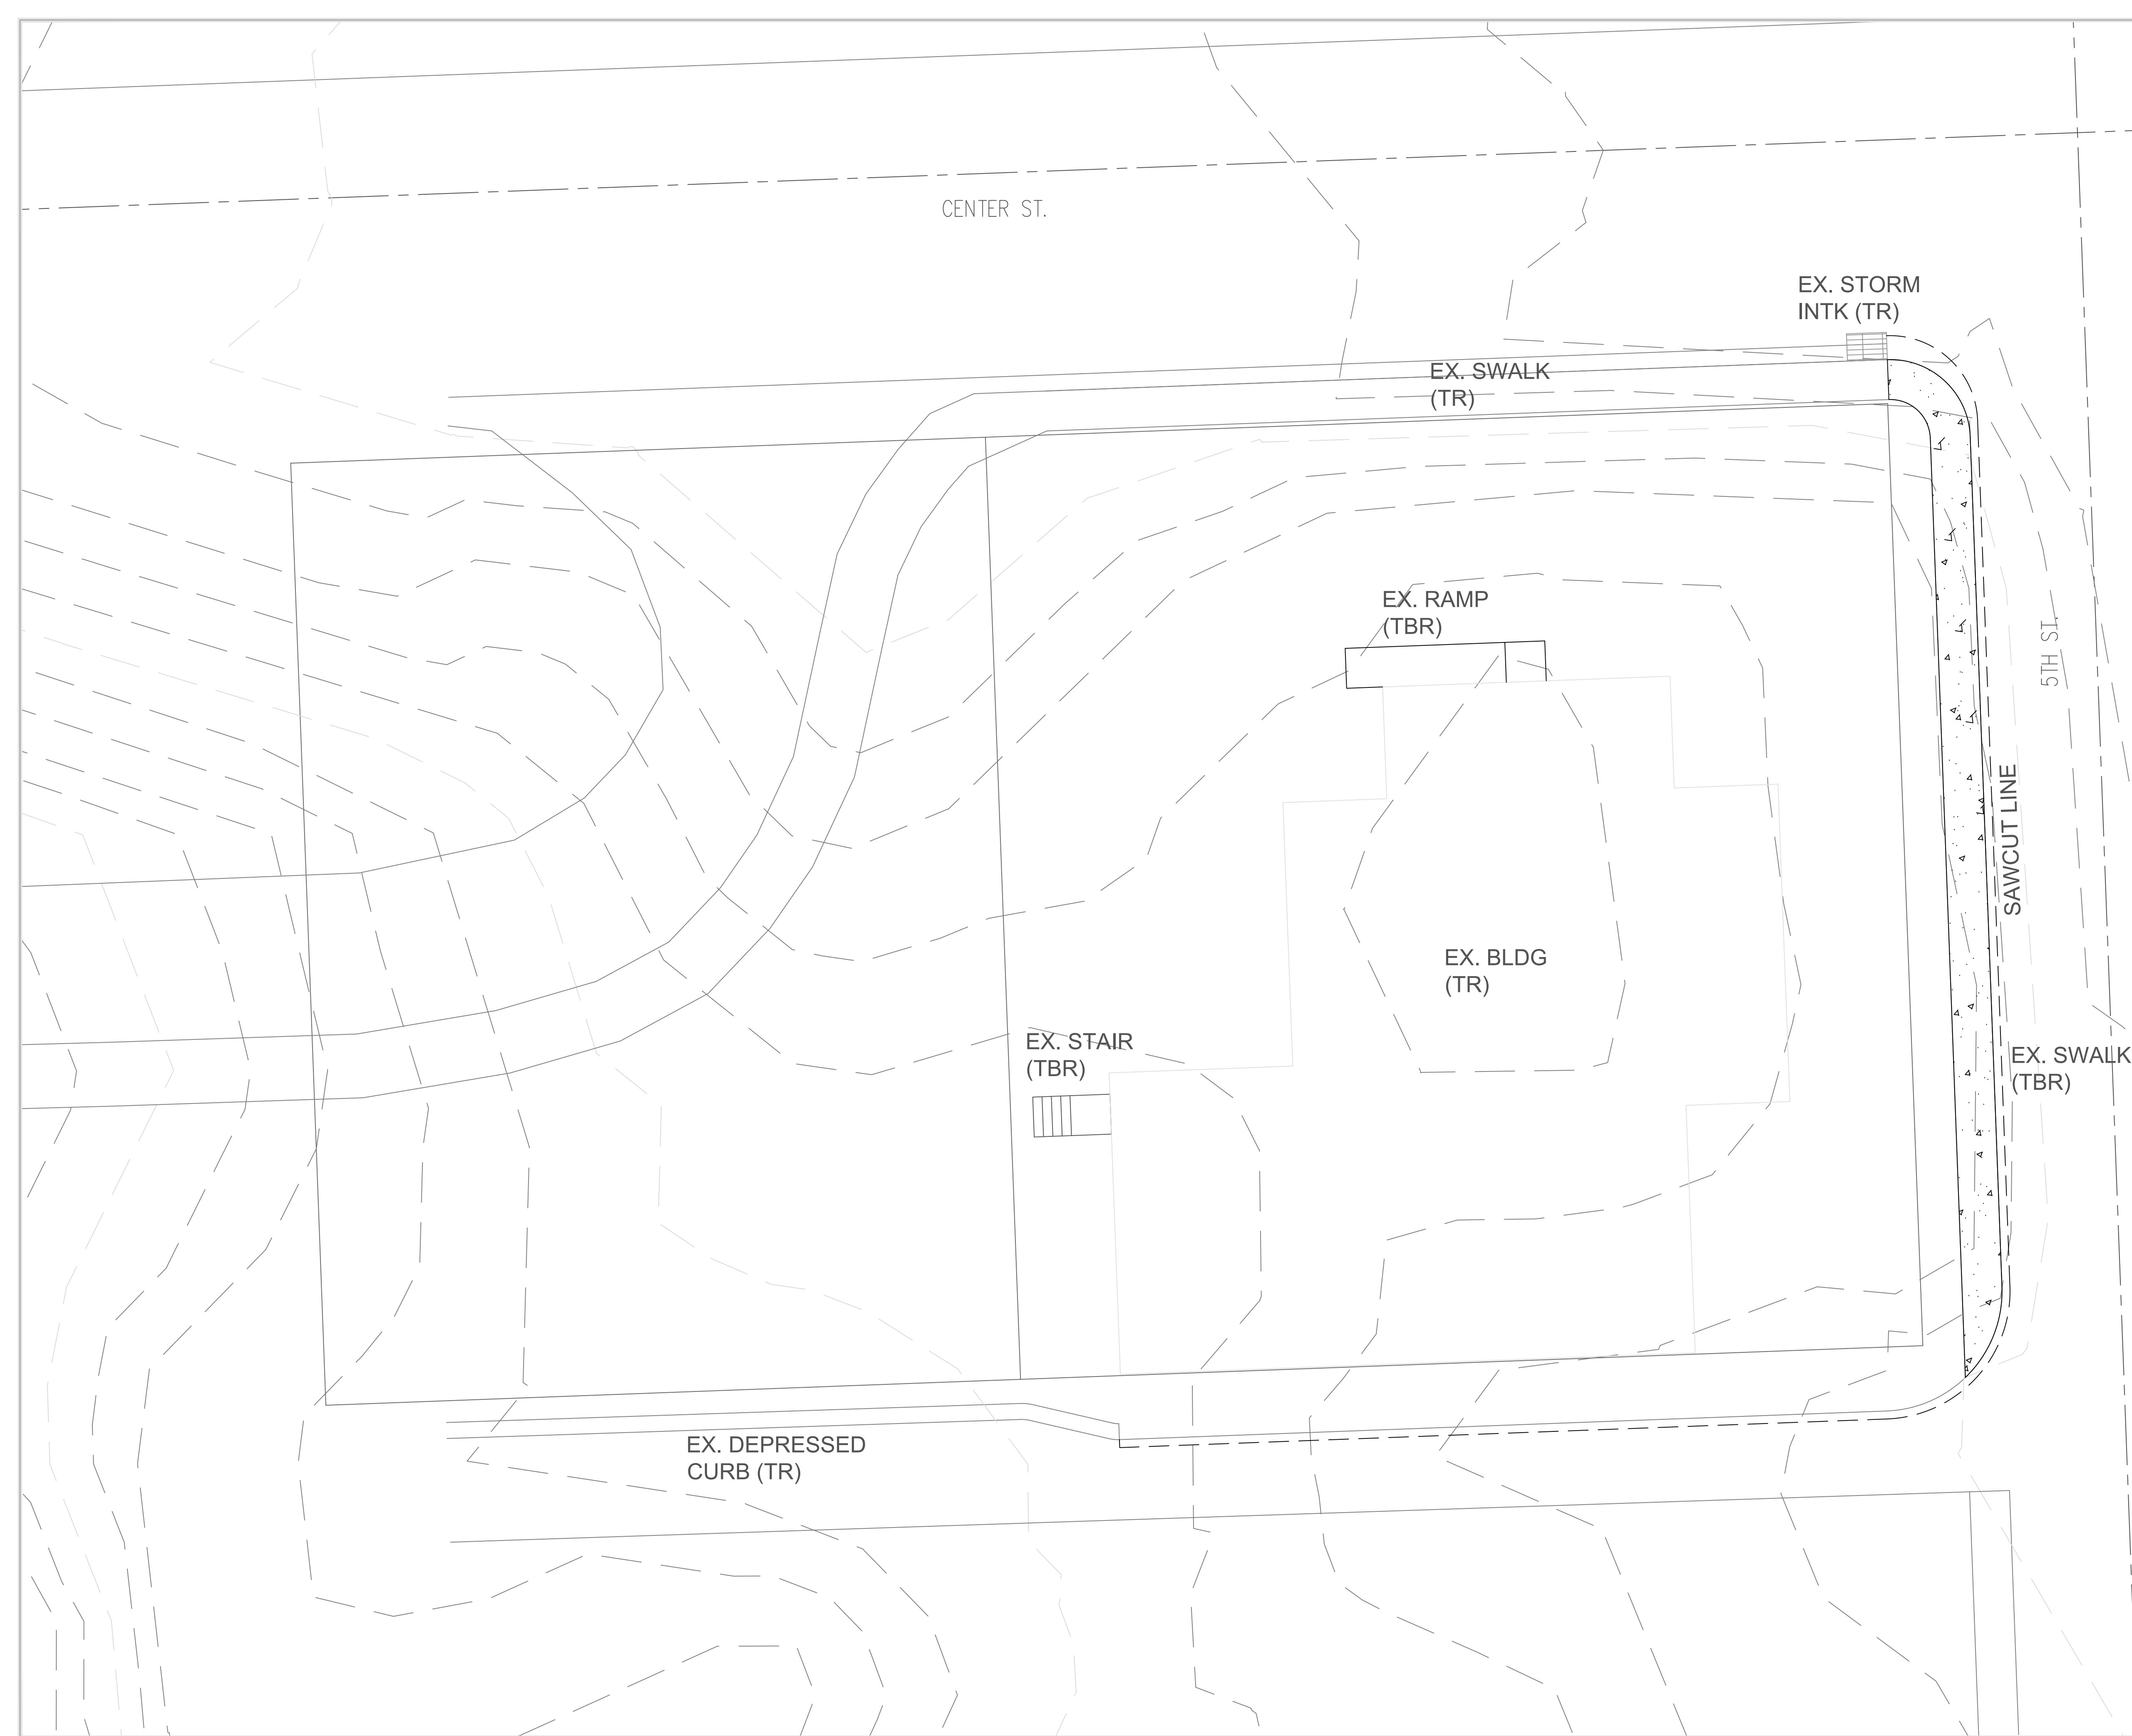 CENTER ST.
EX. STORM
INTK (TR)
EX. SWALK
(TR)
EX. RAMP
(TBR)
5TH ST.
SAWCUT LINE
EX. BLDG
(TR)
EX. STAIR
(TBR)
EX. SWALK
(TBR)
EX. DEPRESSED
CURB (TR)